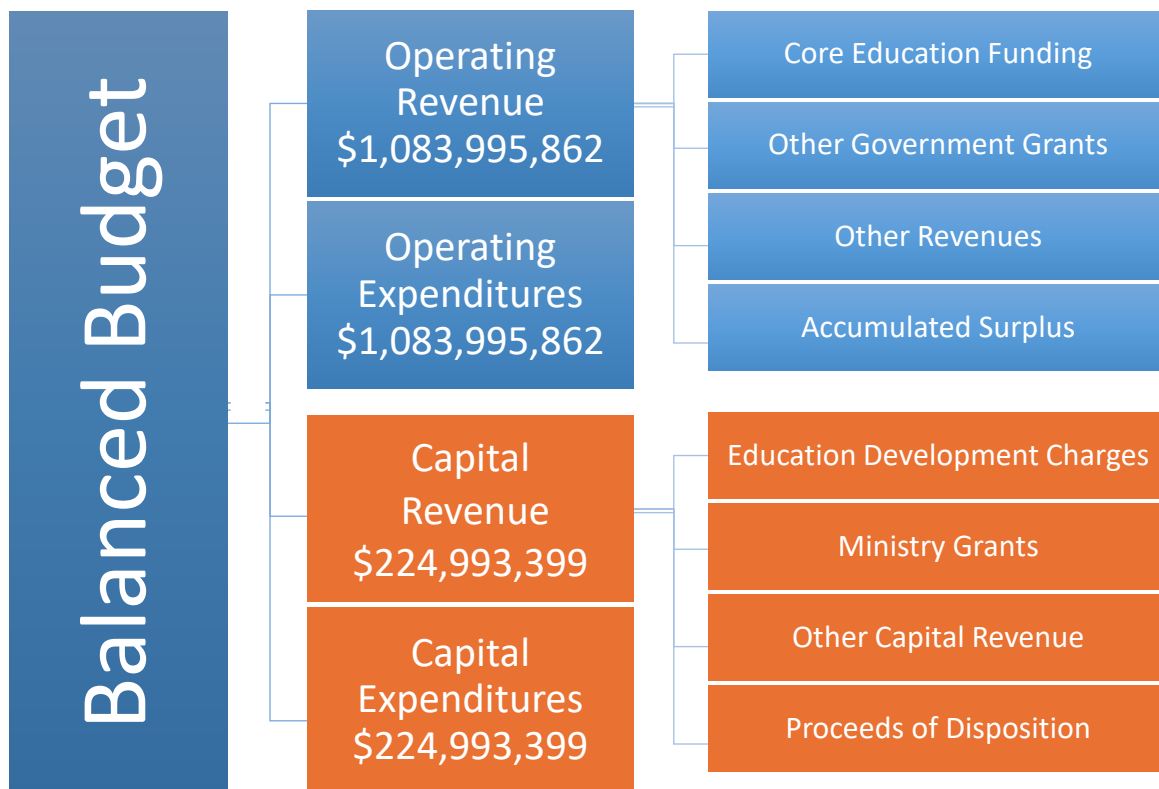 Balanced Budget
Operating
Revenue
$1,083,995,862
Operating
Expenditures
$1,083,995,862
Capital
Revenue
$224,993,399
Capital
Expenditures
$224,993,399
Core Education Funding
Other Government Grants
Other Revenues
Accumulated Surplus
Education Development Charges
Ministry Grants
Other Capital Revenue
Proceeds of Disposition